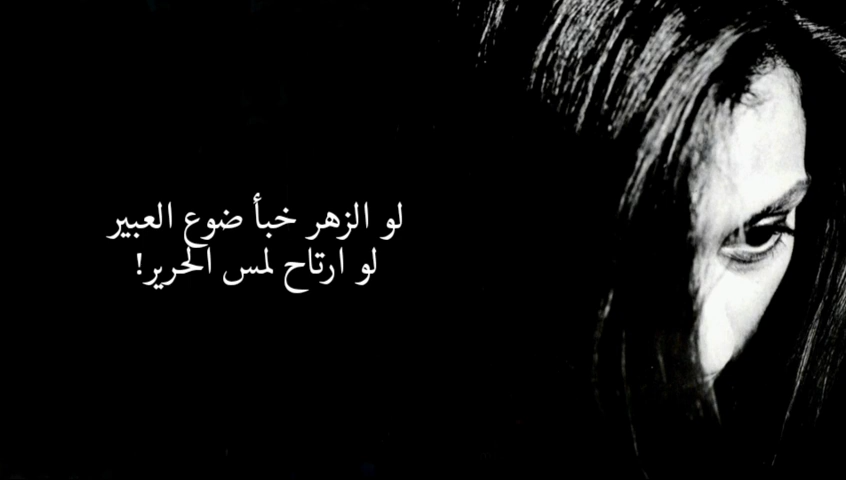 لو الزهر خبأ ضوع العبير
لو ارتاح لمس الحرير!